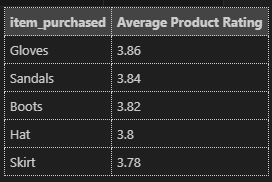 item_purchased Average Product Rating
Gloves 3.86
Sandals 3.84
Boots 3.82
Hat 3.8
Skirt 3.78